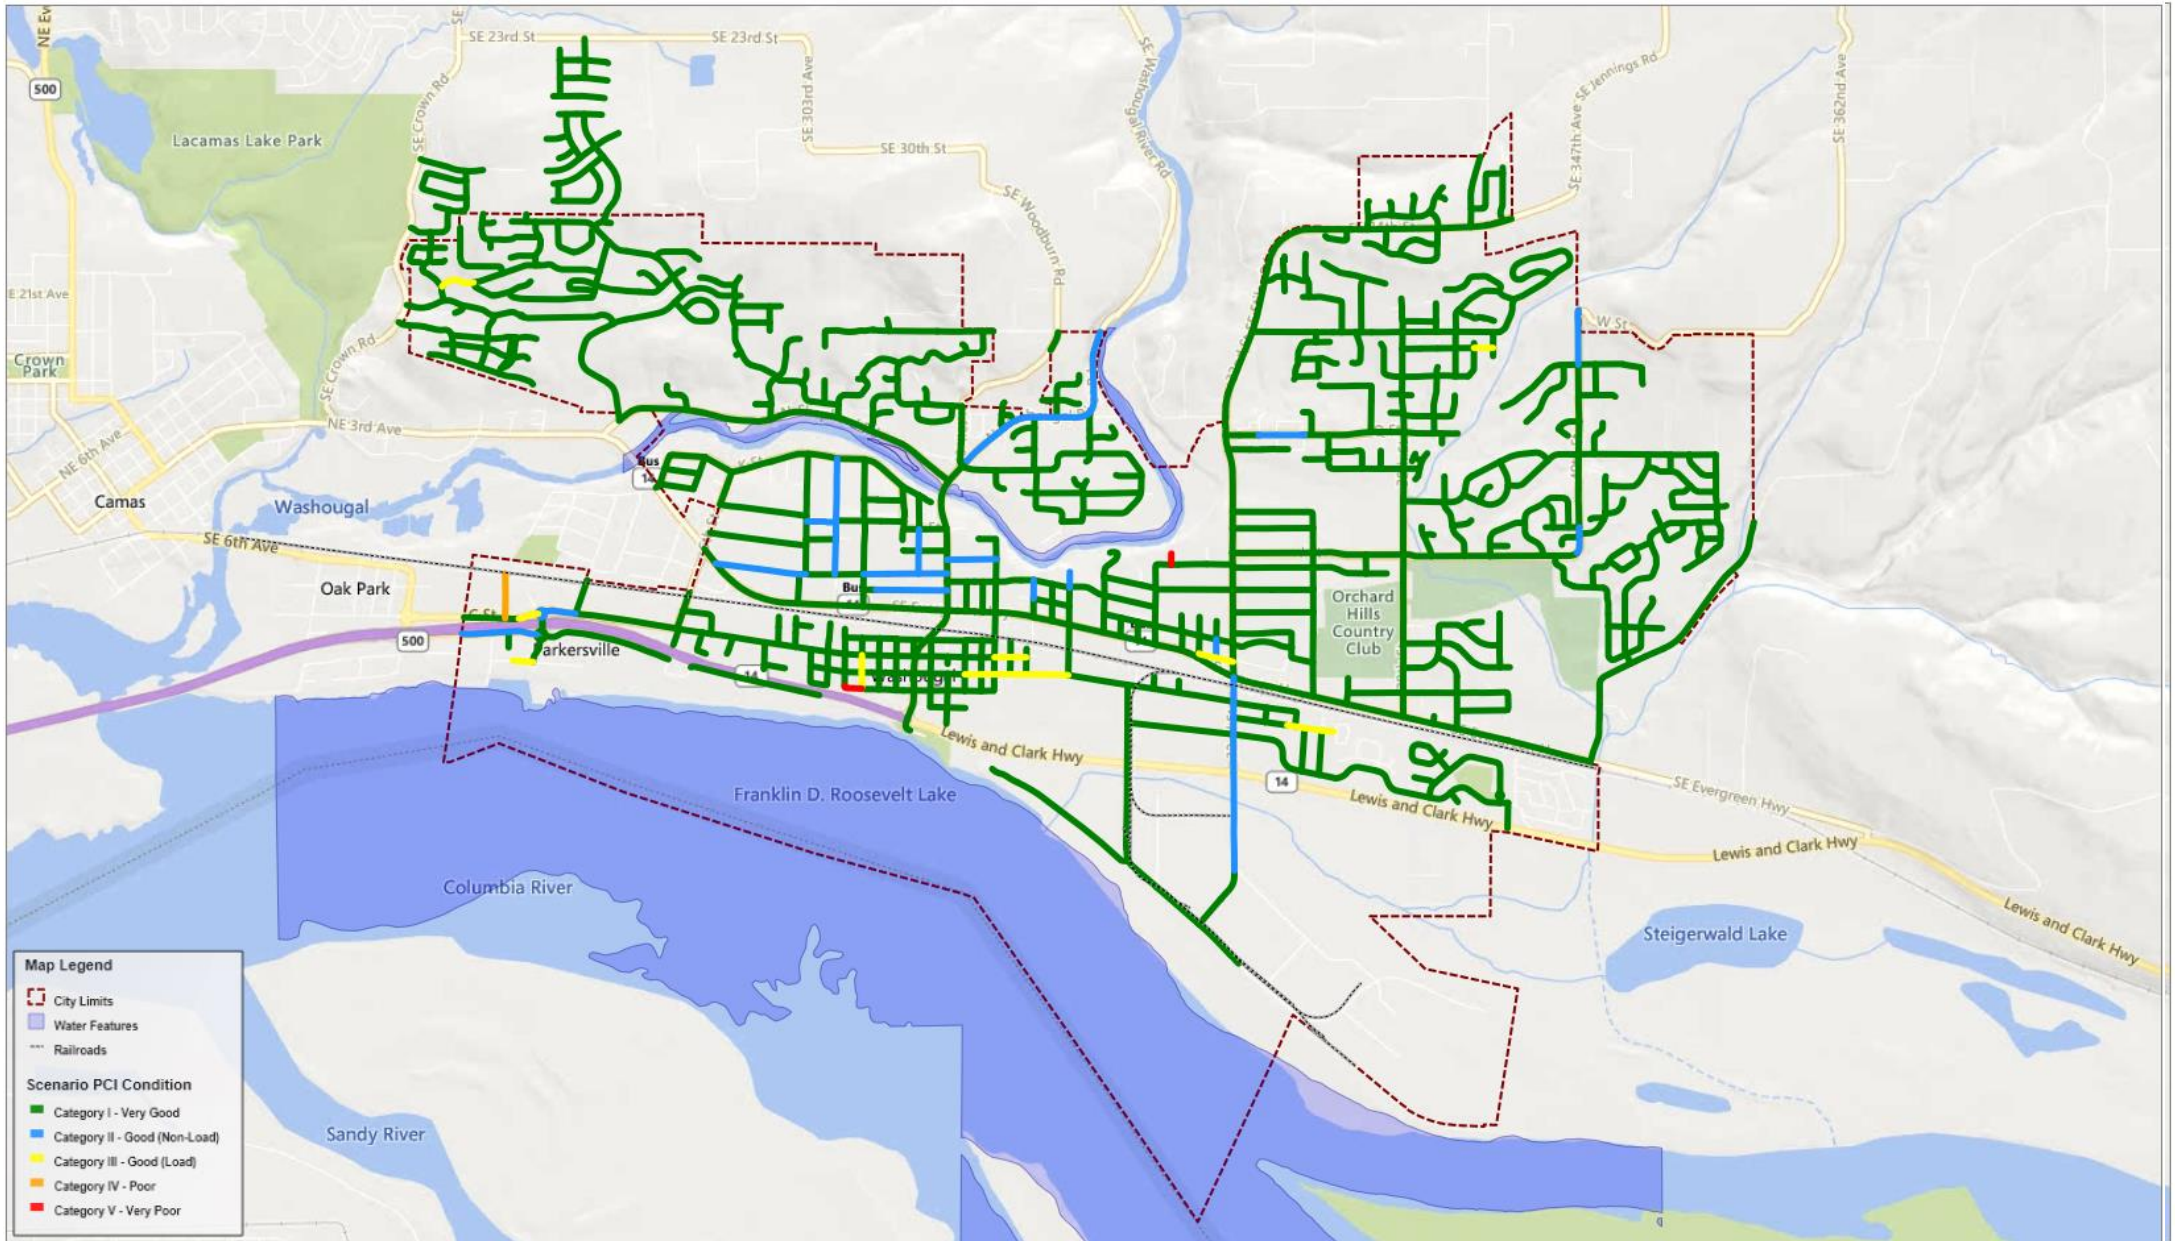 NE Ev
SE 23rd St
SE 23rd St
500
SE Crown Rd
SE 303rd Ave
SE Washougal River Rd
SE Jennings Rd
SE 362nd Ave
Lacamas Lake Park
SE 30th St
SE 347th Ave
SE Woodburn Rd
E 21st Ave
W St
Crown
Park
SE Crown Rd
NE 3rd Ave
NE 6th Ave
Bus
14
K St
Camas
Washougal
SE 6th Ave
Oak Park
Bus
Orchard
Hills
Country
Club
C St
500
arkersville
14
Lewis and Clark Hwy
14
SE Evergreen Hwy
Franklin D. Roosevelt Lake
Lewis and Clark Hwy
Lewis and Clark Hwy
Columbia River
Lewis and Clark Hwy
Steigerwald Lake
Sandy River
Map Legend
City Limits
Water Features
Railroads
Scenario PCI Condition
Category I - Very Good
Category II - Good (Non-Load)
Category III - Good (Load)
Category IV - Poor
Category V - Very Poor